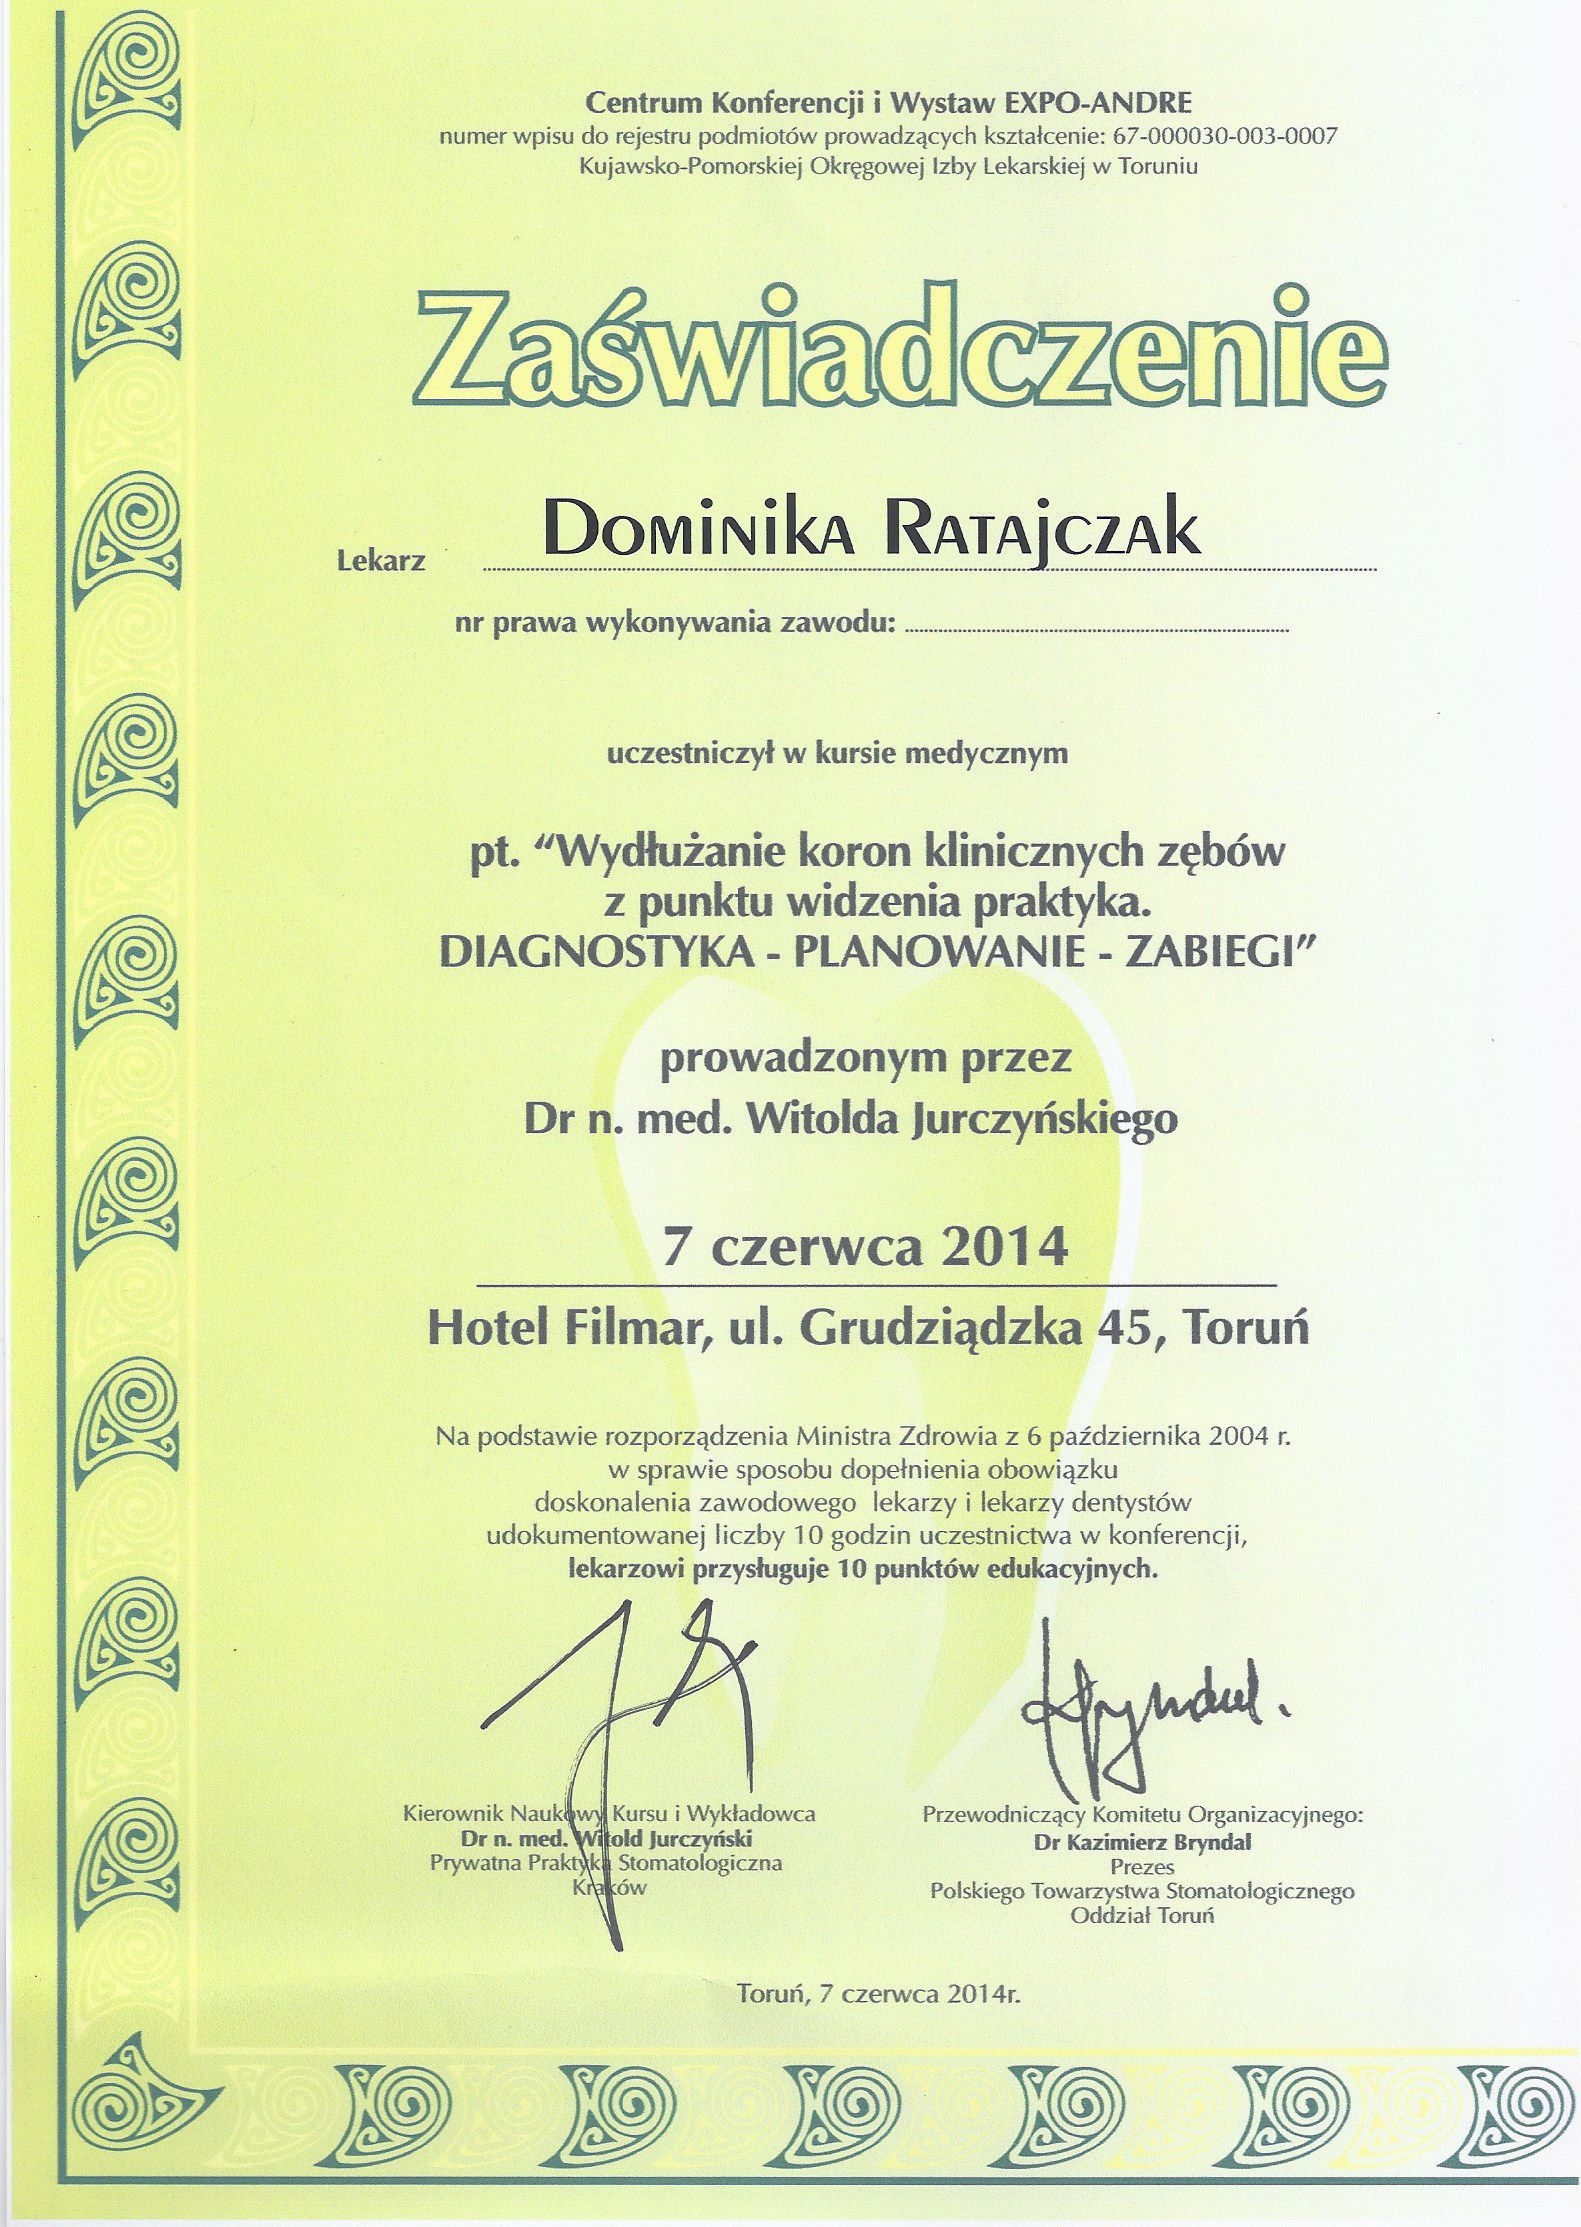 Centrum Konferencji i Wystaw EXPO-ANDRE
numer wpisu do rejestru podmiotów prowadzących kształcenie: 67-000030-003-0007
Kujawsko-Pomorskiej Okręgowej Izby Lekarskiej w Toruniu
Zaświadczenie
Lekarz Dominika Ratajczak
nr prawa wykonywania zawodu:
uczestniczył w kursie medycznym
pt. “Wydłużanie koron klinicznych zębów
z punktu widzenia praktyka.
DIAGNOSTYKA - PLANOWANIE - ZABIEGI”
prowadzonym przez
Dr n. med. Witolda Jurczyńskiego
7 czerwca 2014
Hotel Filmar, ul. Grudziądzka 45, Toruń
Na podstawie rozporządzenia Ministra Zdrowia z 6 października 2004 r.
w sprawie sposobu dopełnienia obowiązku
doskonalenia zawodowego lekarzy i lekarzy dentystów
udokumentowanej liczby 10 godzin uczestnictwa w konferencji,
lekarzowi przysługuje 10 punktów edukacyjnych.
Kierownik Naukowy Kursu i Wykładowca
Dr n. med. Witold Jurczyński
Prywatna Praktyka Stomatologiczna
Kraków
Przewodniczący Komitetu Organizacyjnego:
Dr Kazimierz Bryndal
Prezes
Polskiego Towarzystwa Stomatologicznego
Oddział Toruń
Toruń, 7 czerwca 2014r.